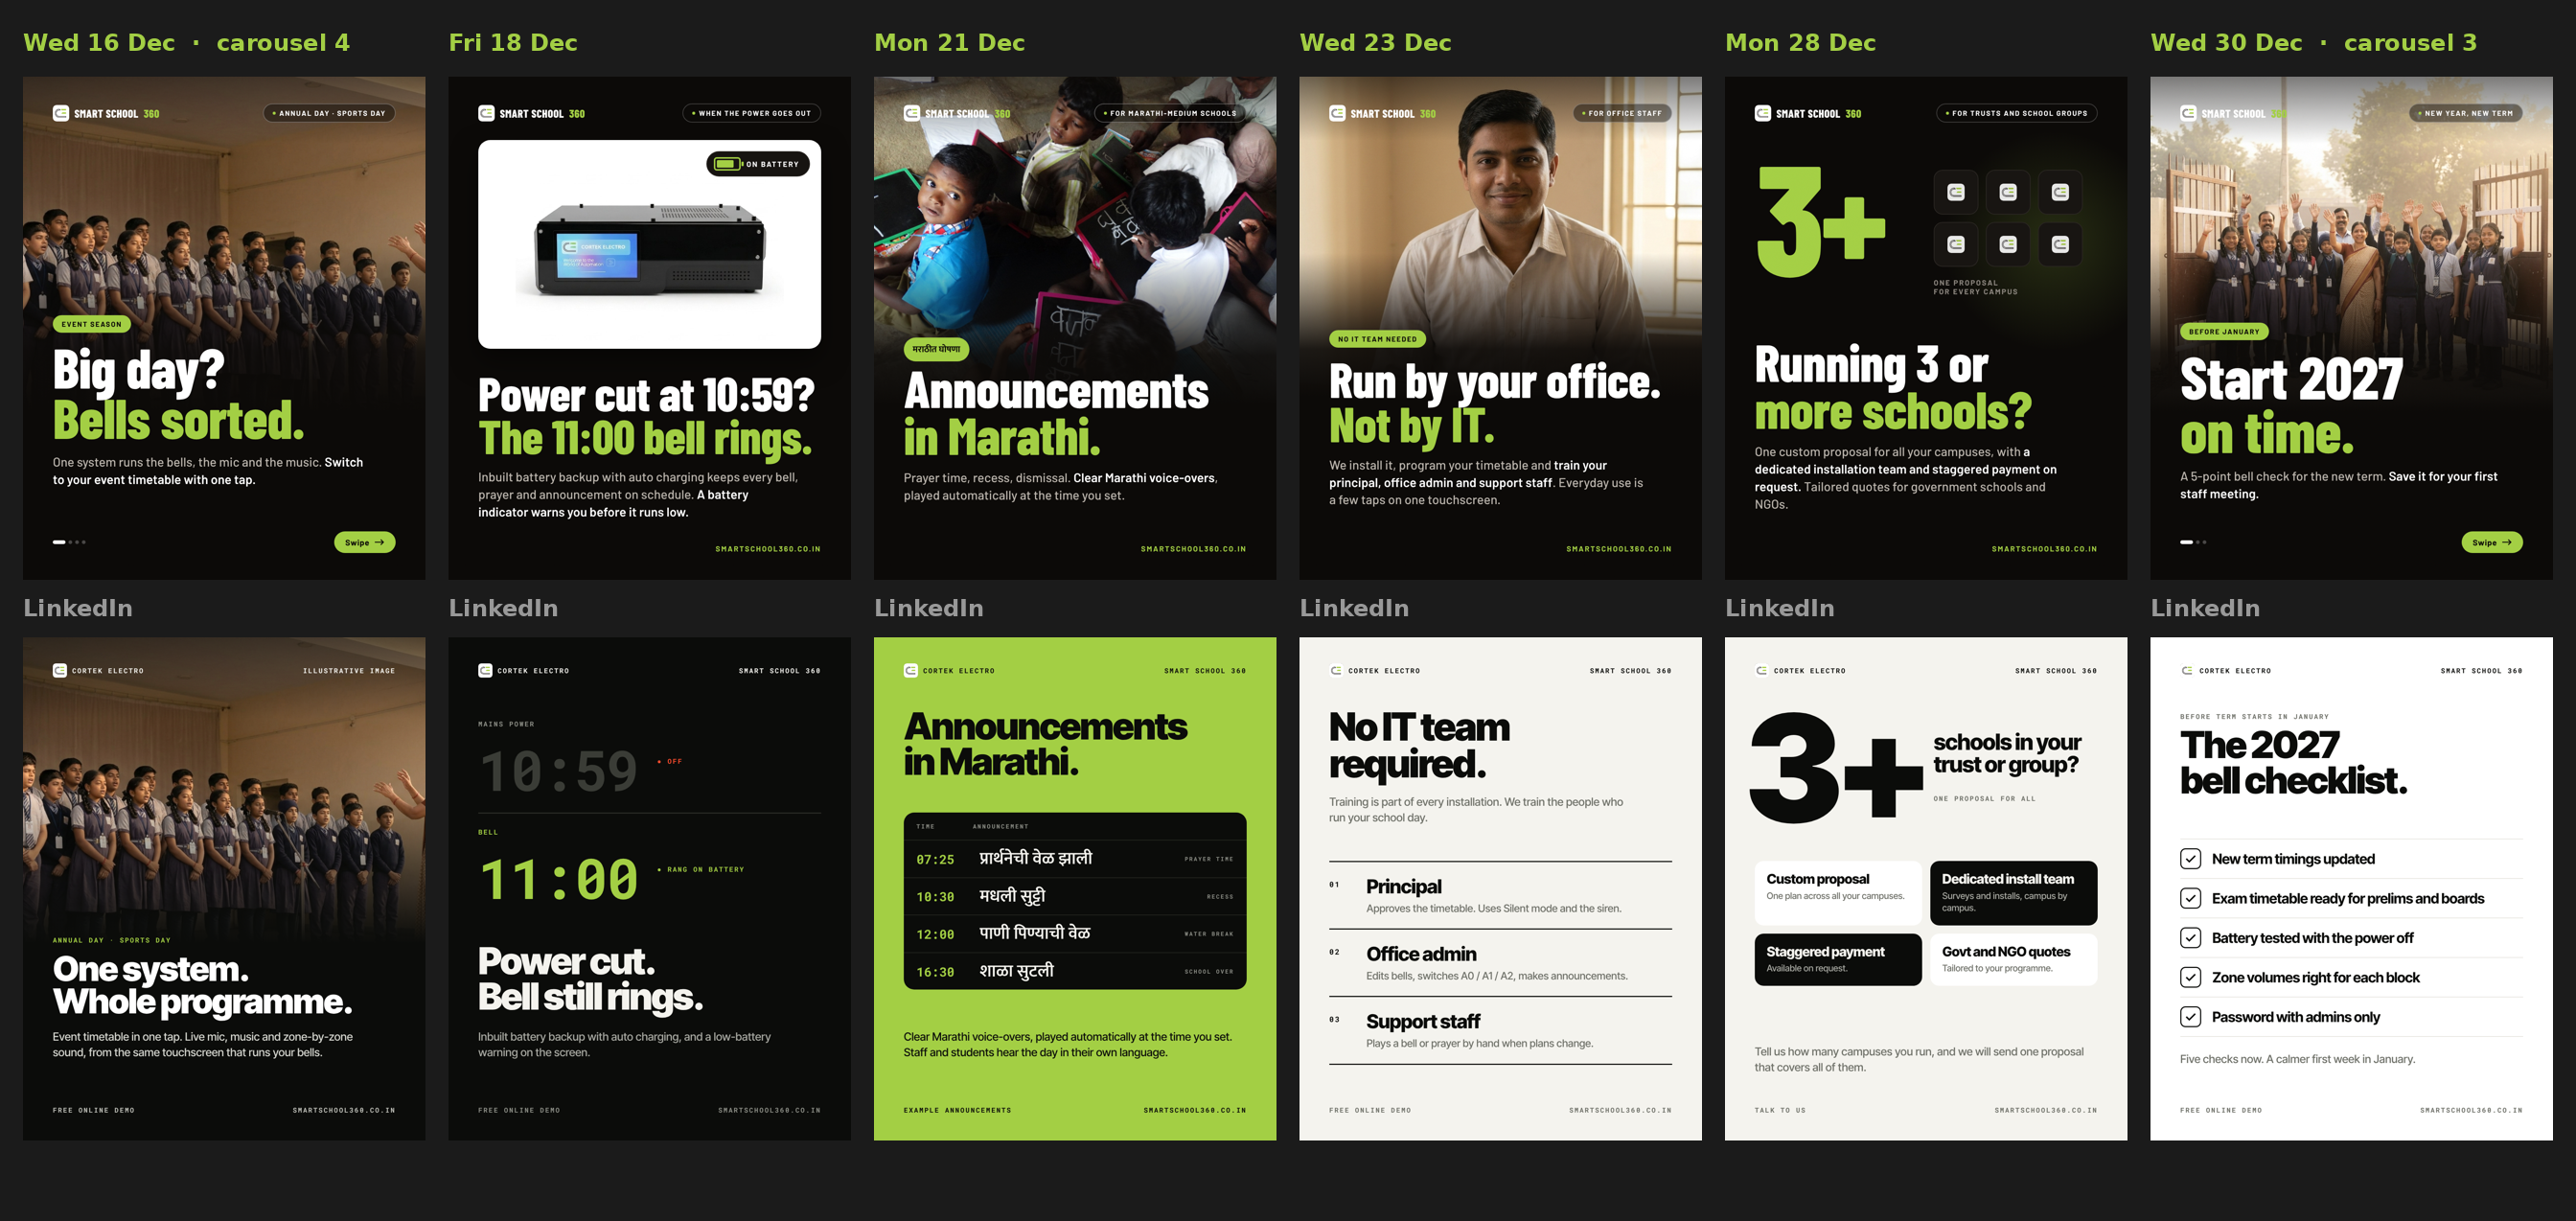 Wed 16 Dec · carousel 4
SMART SCHOOL 360
ANNUAL DAY · SPORTS DAY
EVENT SEASON
Big day?
Bells sorted.
One system runs the bells, the mic and the music. Switch
to your event timetable with one tap.
Swipe →
Fri 18 Dec
SMART SCHOOL 360
WHEN THE POWER GOES OUT
ON BATTERY
CORTEK ELECTRO
Power cut at 10:59?
The 11:00 bell rings.
Inbuilt battery backup with auto charging keeps every bell,
prayer and announcement on schedule. A battery
indicator warns you before it runs low.
SMARTSCHOOL360.CO.IN
Mon 21 Dec
SMART SCHOOL 360
FOR MARATHI-MEDIUM SCHOOLS
मराठीत घोषणा
Announcements
in Marathi.
Prayer time, recess, dismissal. Clear Marathi voice-overs,
played automatically at the time you set.
SMARTSCHOOL360.CO.IN
Wed 23 Dec
SMART SCHOOL 360
FOR OFFICE STAFF
NO IT TEAM NEEDED
Run by your office.
Not by IT.
We install it, program your timetable and train your
principal, office admin and support staff. Everyday use is
a few taps on one touchscreen.
SMARTSCHOOL360.CO.IN
Mon 28 Dec
SMART SCHOOL 360
FOR TRUSTS AND SCHOOL GROUPS
3+
ONE PROPOSAL
FOR EVERY CAMPUS
Running 3 or
more schools?
One custom proposal for all your campuses, with a
dedicated installation team and staggered payment on
request. Tailored quotes for government schools and
NGOs.
SMARTSCHOOL360.CO.IN
Wed 30 Dec · carousel 3
SMART SCHOOL 360
NEW YEAR, NEW TERM
BEFORE JANUARY
Start 2027
on time.
A 5-point bell check for the new term. Save it for your first
staff meeting.
Swipe →
LinkedIn
CORTEK ELECTRO
ILLUSTRATIVE IMAGE
ANNUAL DAY · SPORTS DAY
One system.
Whole programme.
Event timetable in one tap. Live mic, music and zone-by-zone
sound, from the same touchscreen that runs your bells.
FREE ONLINE DEMO
SMARTSCHOOL360.CO.IN
LinkedIn
CORTEK ELECTRO
SMART SCHOOL 360
MAINS POWER
10:59
OFF
BELL
11:00
RANG ON BATTERY
Power cut.
Bell still rings.
Inbuilt battery backup with auto charging, and a low-battery
warning on the screen.
FREE ONLINE DEMO
SMARTSCHOOL360.CO.IN
LinkedIn
CORTEK ELECTRO
SMART SCHOOL 360
Announcements
in Marathi.
TIME ANNOUNCEMENT
07:25 प्रार्थनेची वेळ झाली PRAYER TIME
10:30 मधली सुट्टी RECESS
12:00 पाणी पिण्याची वेळ WATER BREAK
16:30 शाळा सुटली SCHOOL OVER
Clear Marathi voice-overs, played automatically at the time you set.
Staff and students hear the day in their own language.
EXAMPLE ANNOUNCEMENTS
SMARTSCHOOL360.CO.IN
LinkedIn
CORTEK ELECTRO
SMART SCHOOL 360
No IT team
required.
Training is part of every installation. We train the people who
run your school day.
01 Principal
Approves the timetable. Uses Silent mode and the siren.
02 Office admin
Edits bells, switches A0 / A1 / A2, makes announcements.
03 Support staff
Plays a bell or prayer by hand when plans change.
FREE ONLINE DEMO
SMARTSCHOOL360.CO.IN
LinkedIn
CORTEK ELECTRO
SMART SCHOOL 360
3+
schools in your
trust or group?
ONE PROPOSAL FOR ALL
Custom proposal
One plan across all your campuses.
Dedicated install team
Surveys and installs, campus by
campus.
Staggered payment
Available on request.
Govt and NGO quotes
Tailored to your programme.
Tell us how many campuses you run, and we will send one proposal
that covers all of them.
TALK TO US
SMARTSCHOOL360.CO.IN
LinkedIn
CORTEK ELECTRO
SMART SCHOOL 360
BEFORE TERM STARTS IN JANUARY
The 2027
bell checklist.
New term timings updated
Exam timetable ready for prelims and boards
Battery tested with the power off
Zone volumes right for each block
Password with admins only
Five checks now. A calmer first week in January.
FREE ONLINE DEMO
SMARTSCHOOL360.CO.IN